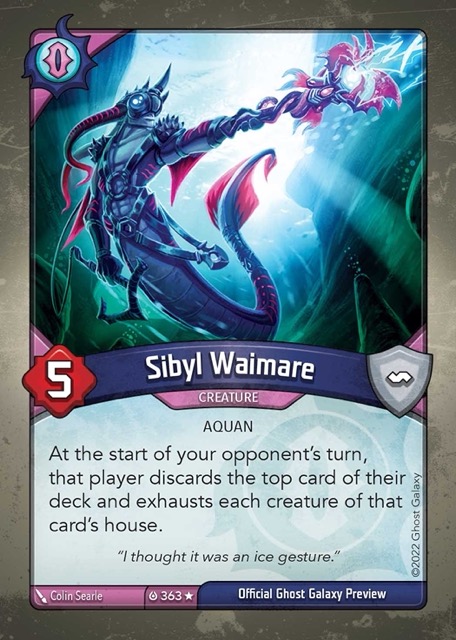 5
Sibyl Waimare
CREATURE
AQUAN
At the start of your opponent’s turn,
that player discards the top card of their
deck and exhausts each creature of that
card’s house.
“I thought it was an ice gesture.”
©2022 Ghost Galaxy
Colin Searle
363★
Official Ghost Galaxy Preview